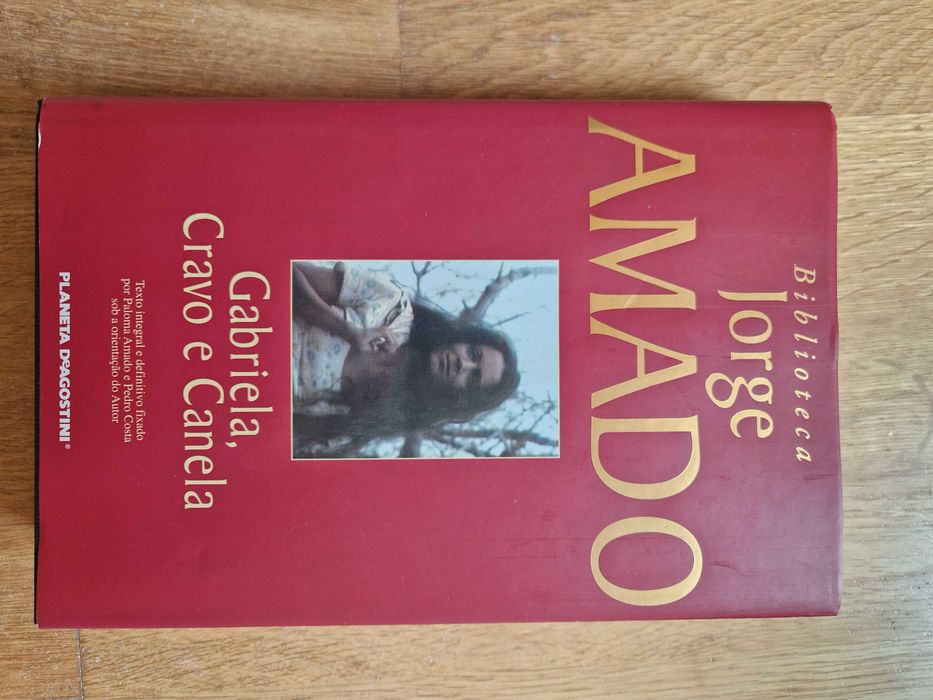 Biblioteca
Jorge
AMADO
Gabriela,
Cravo e Canela
Texto integral e definitivo fixado
por Paloma Amado e Pedro Costa
sob a orientação do Autor
PLANETA DeAGOSTINI®